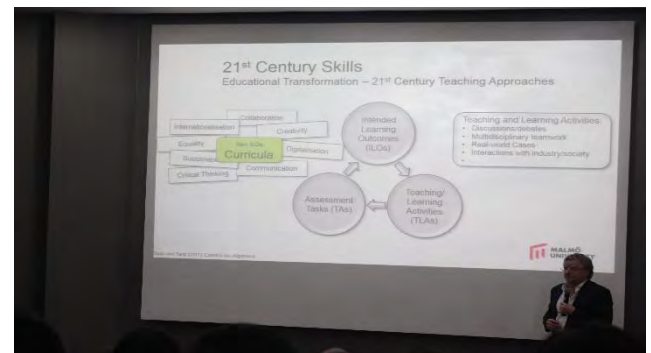 21st Century Skills
Educational Transformation – 21st Century Teaching Approaches
Collaboration
Internationalisation
Creativity
Equality
New ILOs
Curricula
Digitalisation
Communication
Critical Thinking
Intended
Learning
Outcomes
(ILOs)
Assessment
Tasks (TAs)
Teaching/
Learning
Activities
(TLAs)
Teaching and Learning Activities:
• Discussions/debates
• Multidisciplinary teamwork
• Real-world Cases
• Interactions with industry/society
•
MALMÖ